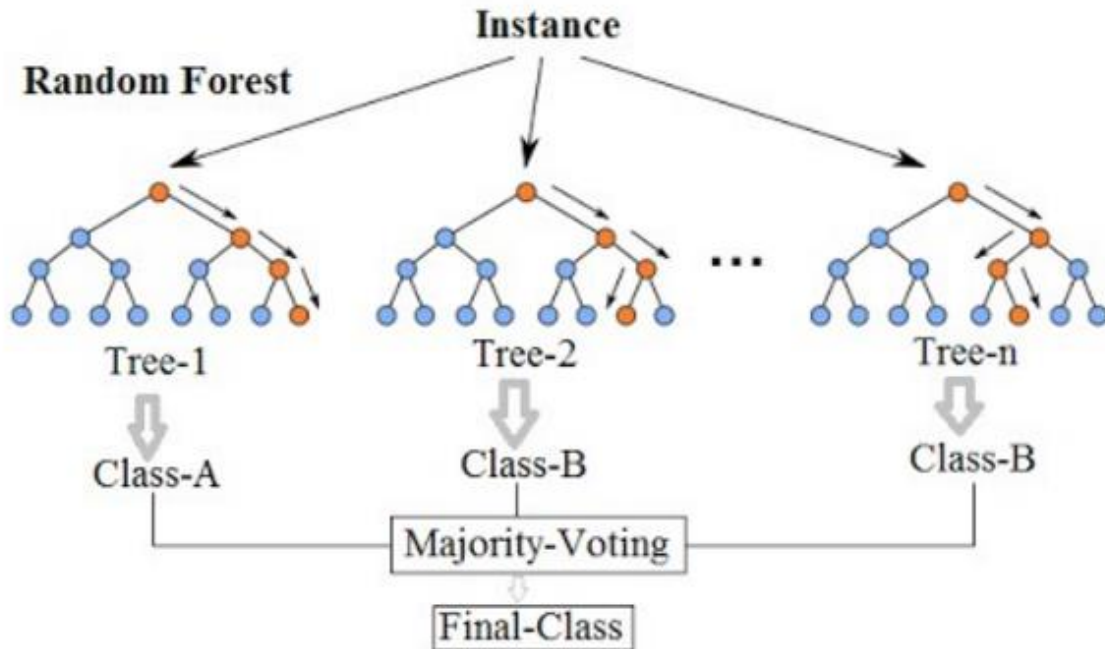 Instance
Random Forest
...
Tree-1
Tree-2
Tree-n
Class-A
Class-B
Class-B
Majority-Voting
Final-Class